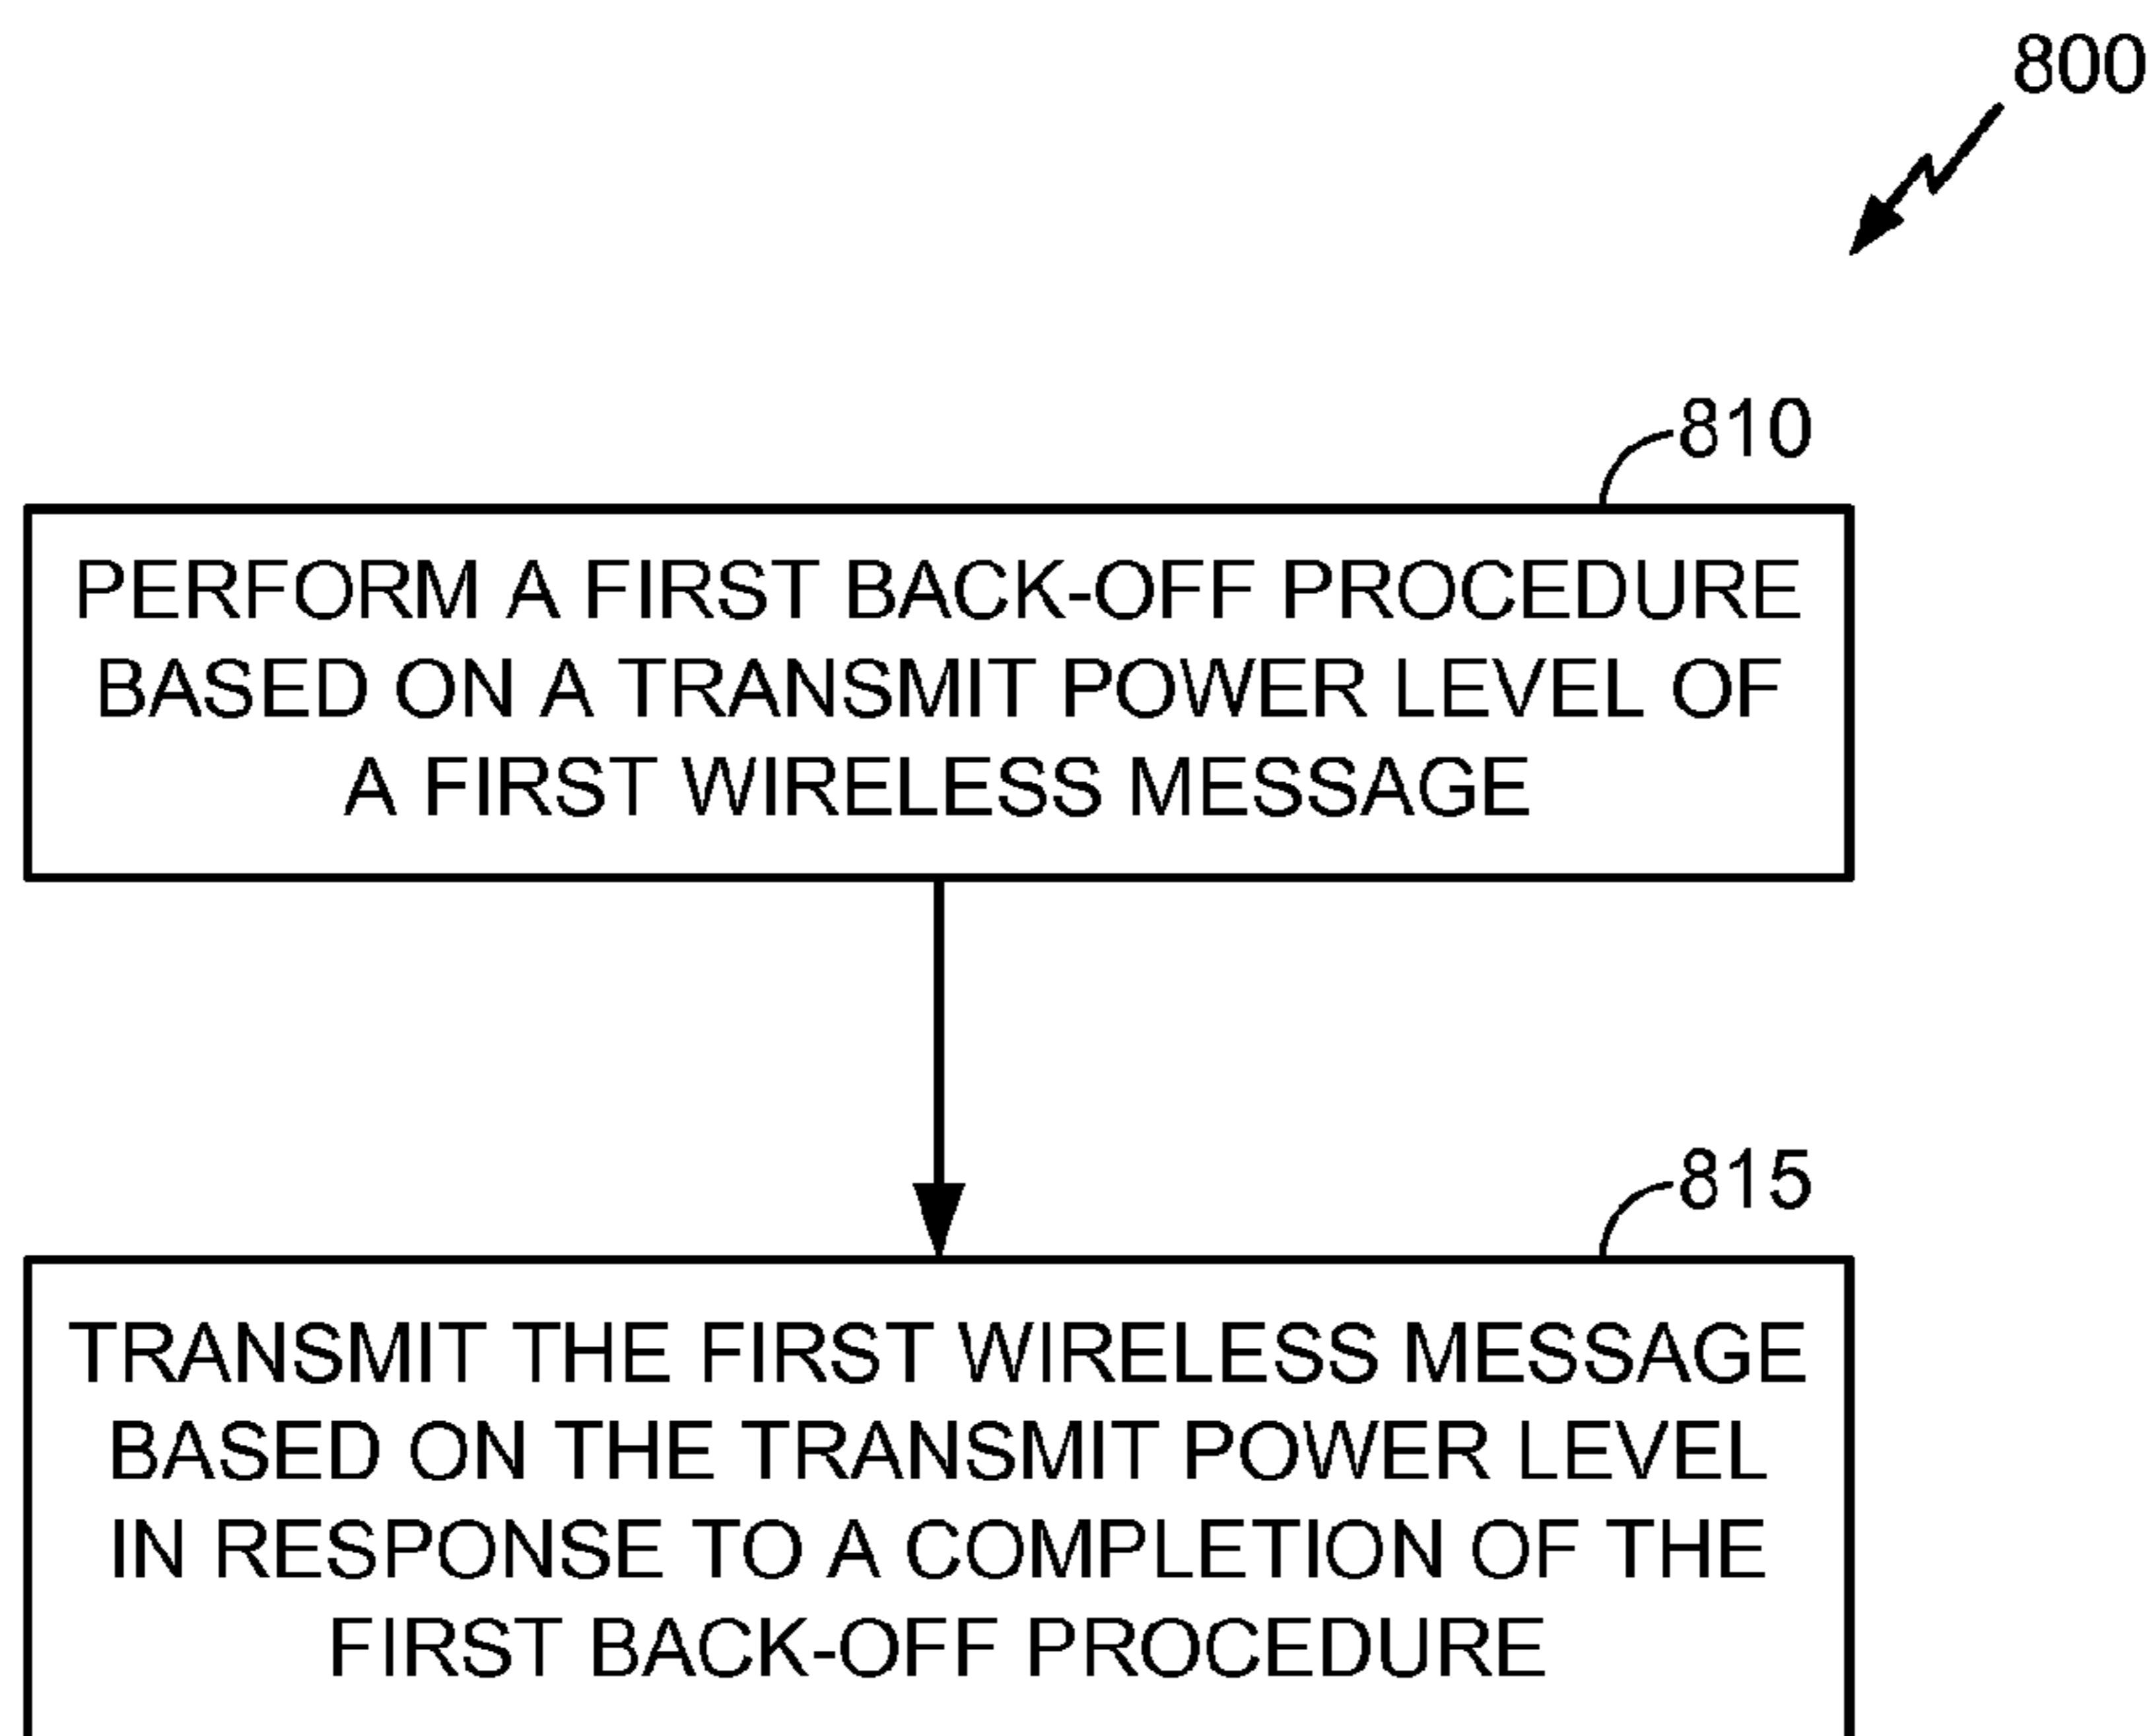 800
810
PERFORM A FIRST BACK-OFF PROCEDURE
BASED ON A TRANSMIT POWER LEVEL OF
A FIRST WIRELESS MESSAGE
815
TRANSMIT THE FIRST WIRELESS MESSAGE
BASED ON THE TRANSMIT POWER LEVEL
IN RESPONSE TO A COMPLETION OF THE
FIRST BACK-OFF PROCEDURE